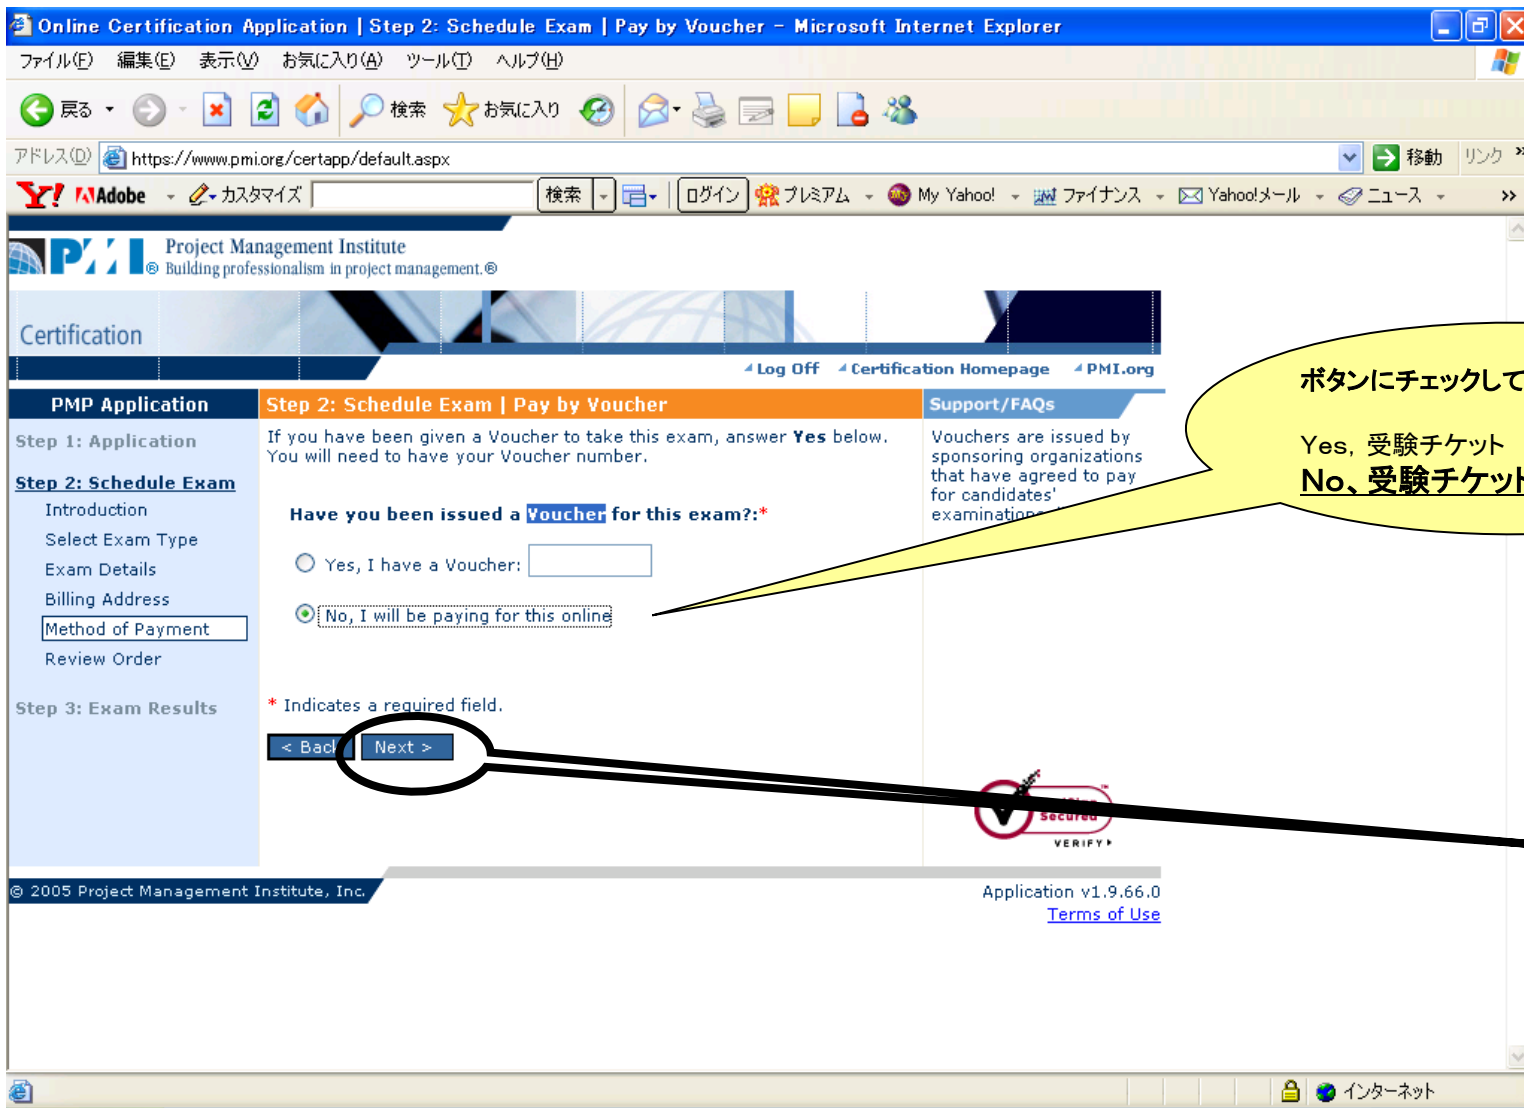 Online Certification Application | Step 2: Schedule Exam | Pay by Voucher - Microsoft Internet Explorer
ファイル(F) 編集(E) 表示(V) お気に入り(A) ツール(T) ヘルプ(H)
戻る 検索 お気に入り
アドレス(D) https://www.pmi.org/certapp/default.aspx 移動 リンク »
Y! Adobe カスタマイズ 検索 ログイン プレミアム My Yahoo! ファイナンス Yahoo!メール ニュース »
PMI® Project Management Institute
Building professionalism in project management.®
Certification
Log Off Certification Homepage PMI.org
PMP Application
Step 1: Application
Step 2: Schedule Exam
Introduction
Select Exam Type
Exam Details
Billing Address
Method of Payment
Review Order
Step 3: Exam Results
Step 2: Schedule Exam | Pay by Voucher
If you have been given a Voucher to take this exam, answer Yes below.
You will need to have your Voucher number.
Have you been issued a Voucher for this exam?:*
Yes, I have a Voucher:
No, I will be paying for this online
* Indicates a required field.
< Back Next >
Support/FAQs
Vouchers are issued by
sponsoring organizations
that have agreed to pay
for candidates'
examination
ボタンにチェックして
Yes, 受験チケット
No、受験チケット
Secured
VERIFY
© 2005 Project Management Institute, Inc.
Application v1.9.66.0
Terms of Use
インターネット